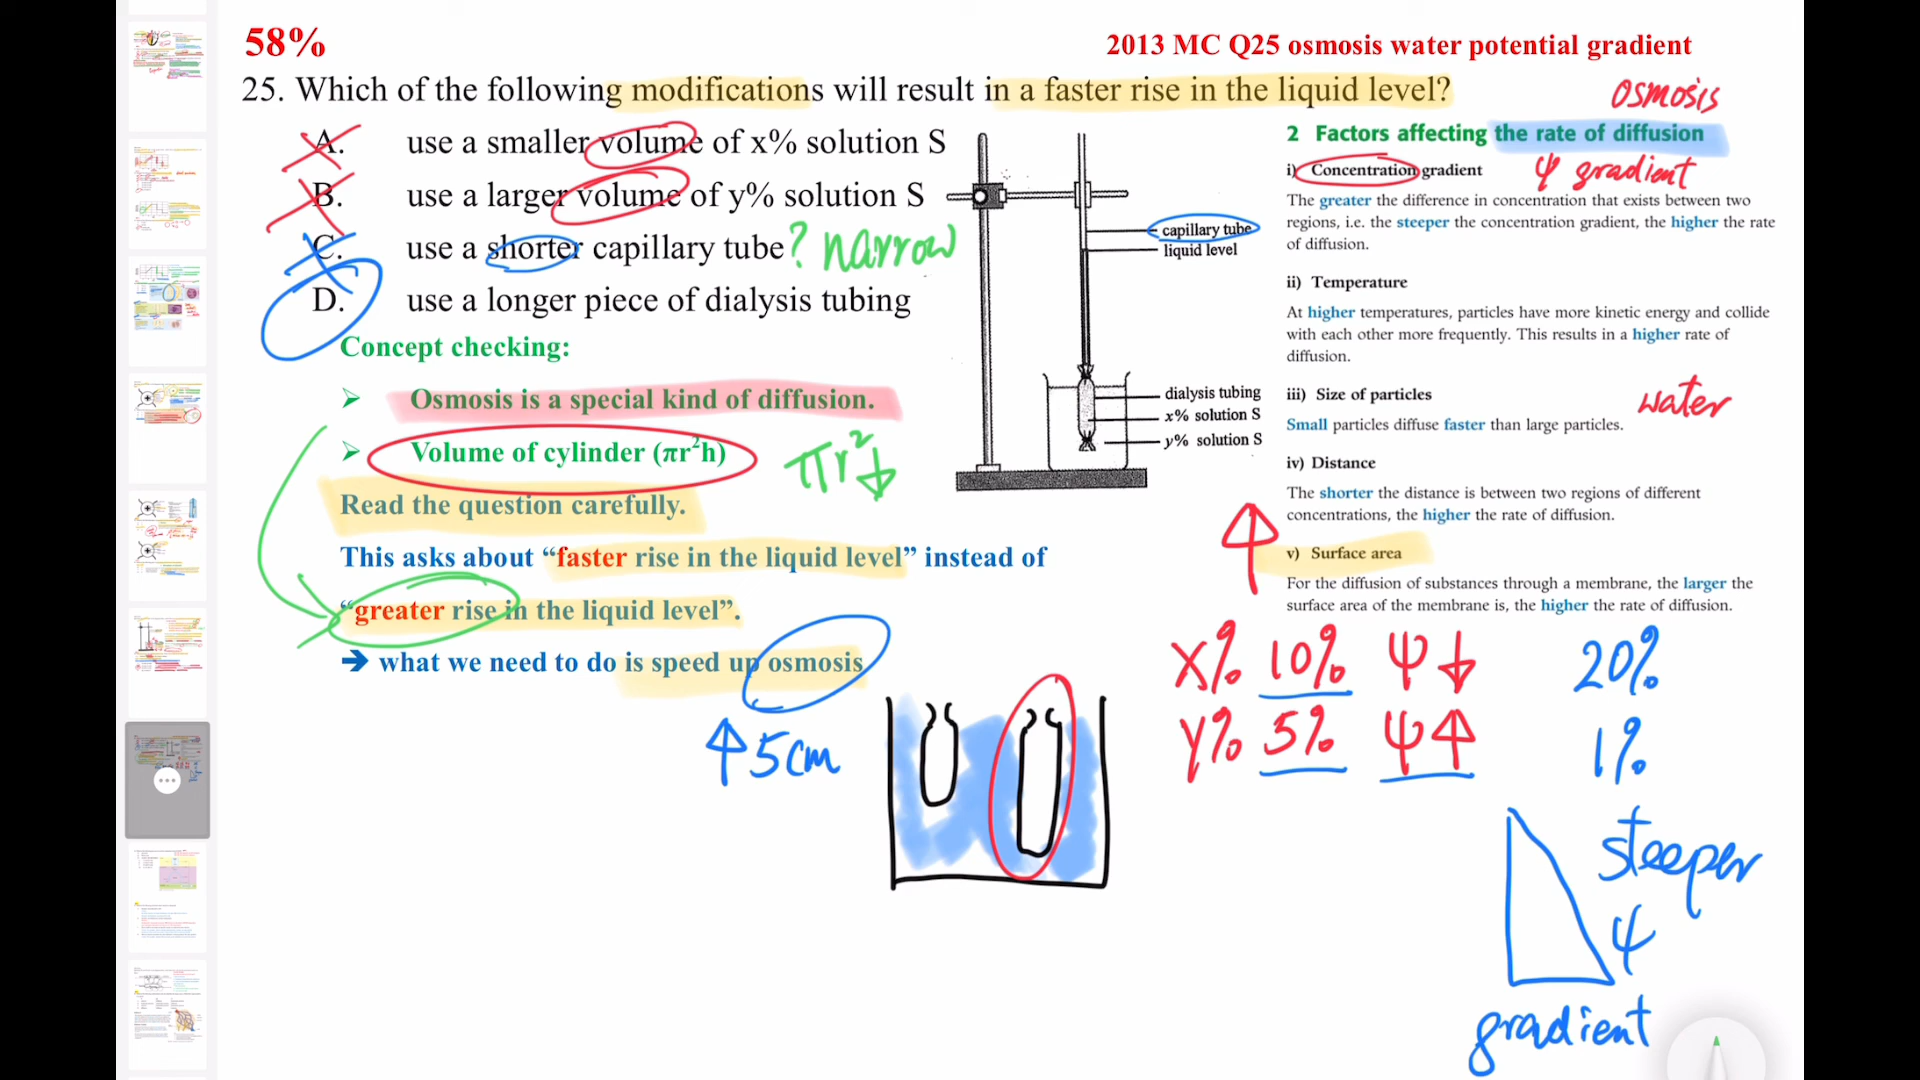 58%
2013 MC Q25 osmosis water potential gradient
25. Which of the following modifications will result in a faster rise in the liquid level?
A. use a smaller volume of x% solution S
B. use a larger volume of y% solution S
C. use a shorter capillary tube ? narrow
D. use a longer piece of dialysis tubing
Concept checking:
➢ Osmosis is a special kind of diffusion.
➢ Volume of cylinder (πr²h)
πr²↓
Read the question carefully.
This asks about “faster rise in the liquid level” instead of
“greater rise in the liquid level”.
➔ what we need to do is speed up osmosis
↑ 5cm
capillary tube
liquid level
dialysis tubing
x% solution S
y% solution S
osmosis
2 Factors affecting the rate of diffusion
i) Concentration gradient
ψ gradient
The greater the difference in concentration that exists between two
regions, i.e. the steeper the concentration gradient, the higher the rate
of diffusion.
ii) Temperature
At higher temperatures, particles have more kinetic energy and collide
with each other more frequently. This results in a higher rate of
diffusion.
iii) Size of particles
water
Small particles diffuse faster than large particles.
iv) Distance
The shorter the distance is between two regions of different
concentrations, the higher the rate of diffusion.
↑
v) Surface area
For the diffusion of substances through a membrane, the larger the
surface area of the membrane is, the higher the rate of diffusion.
x% 10% ψ↓ 20%
y% 5% ψ↑ 1%
steeper
ψ
gradient